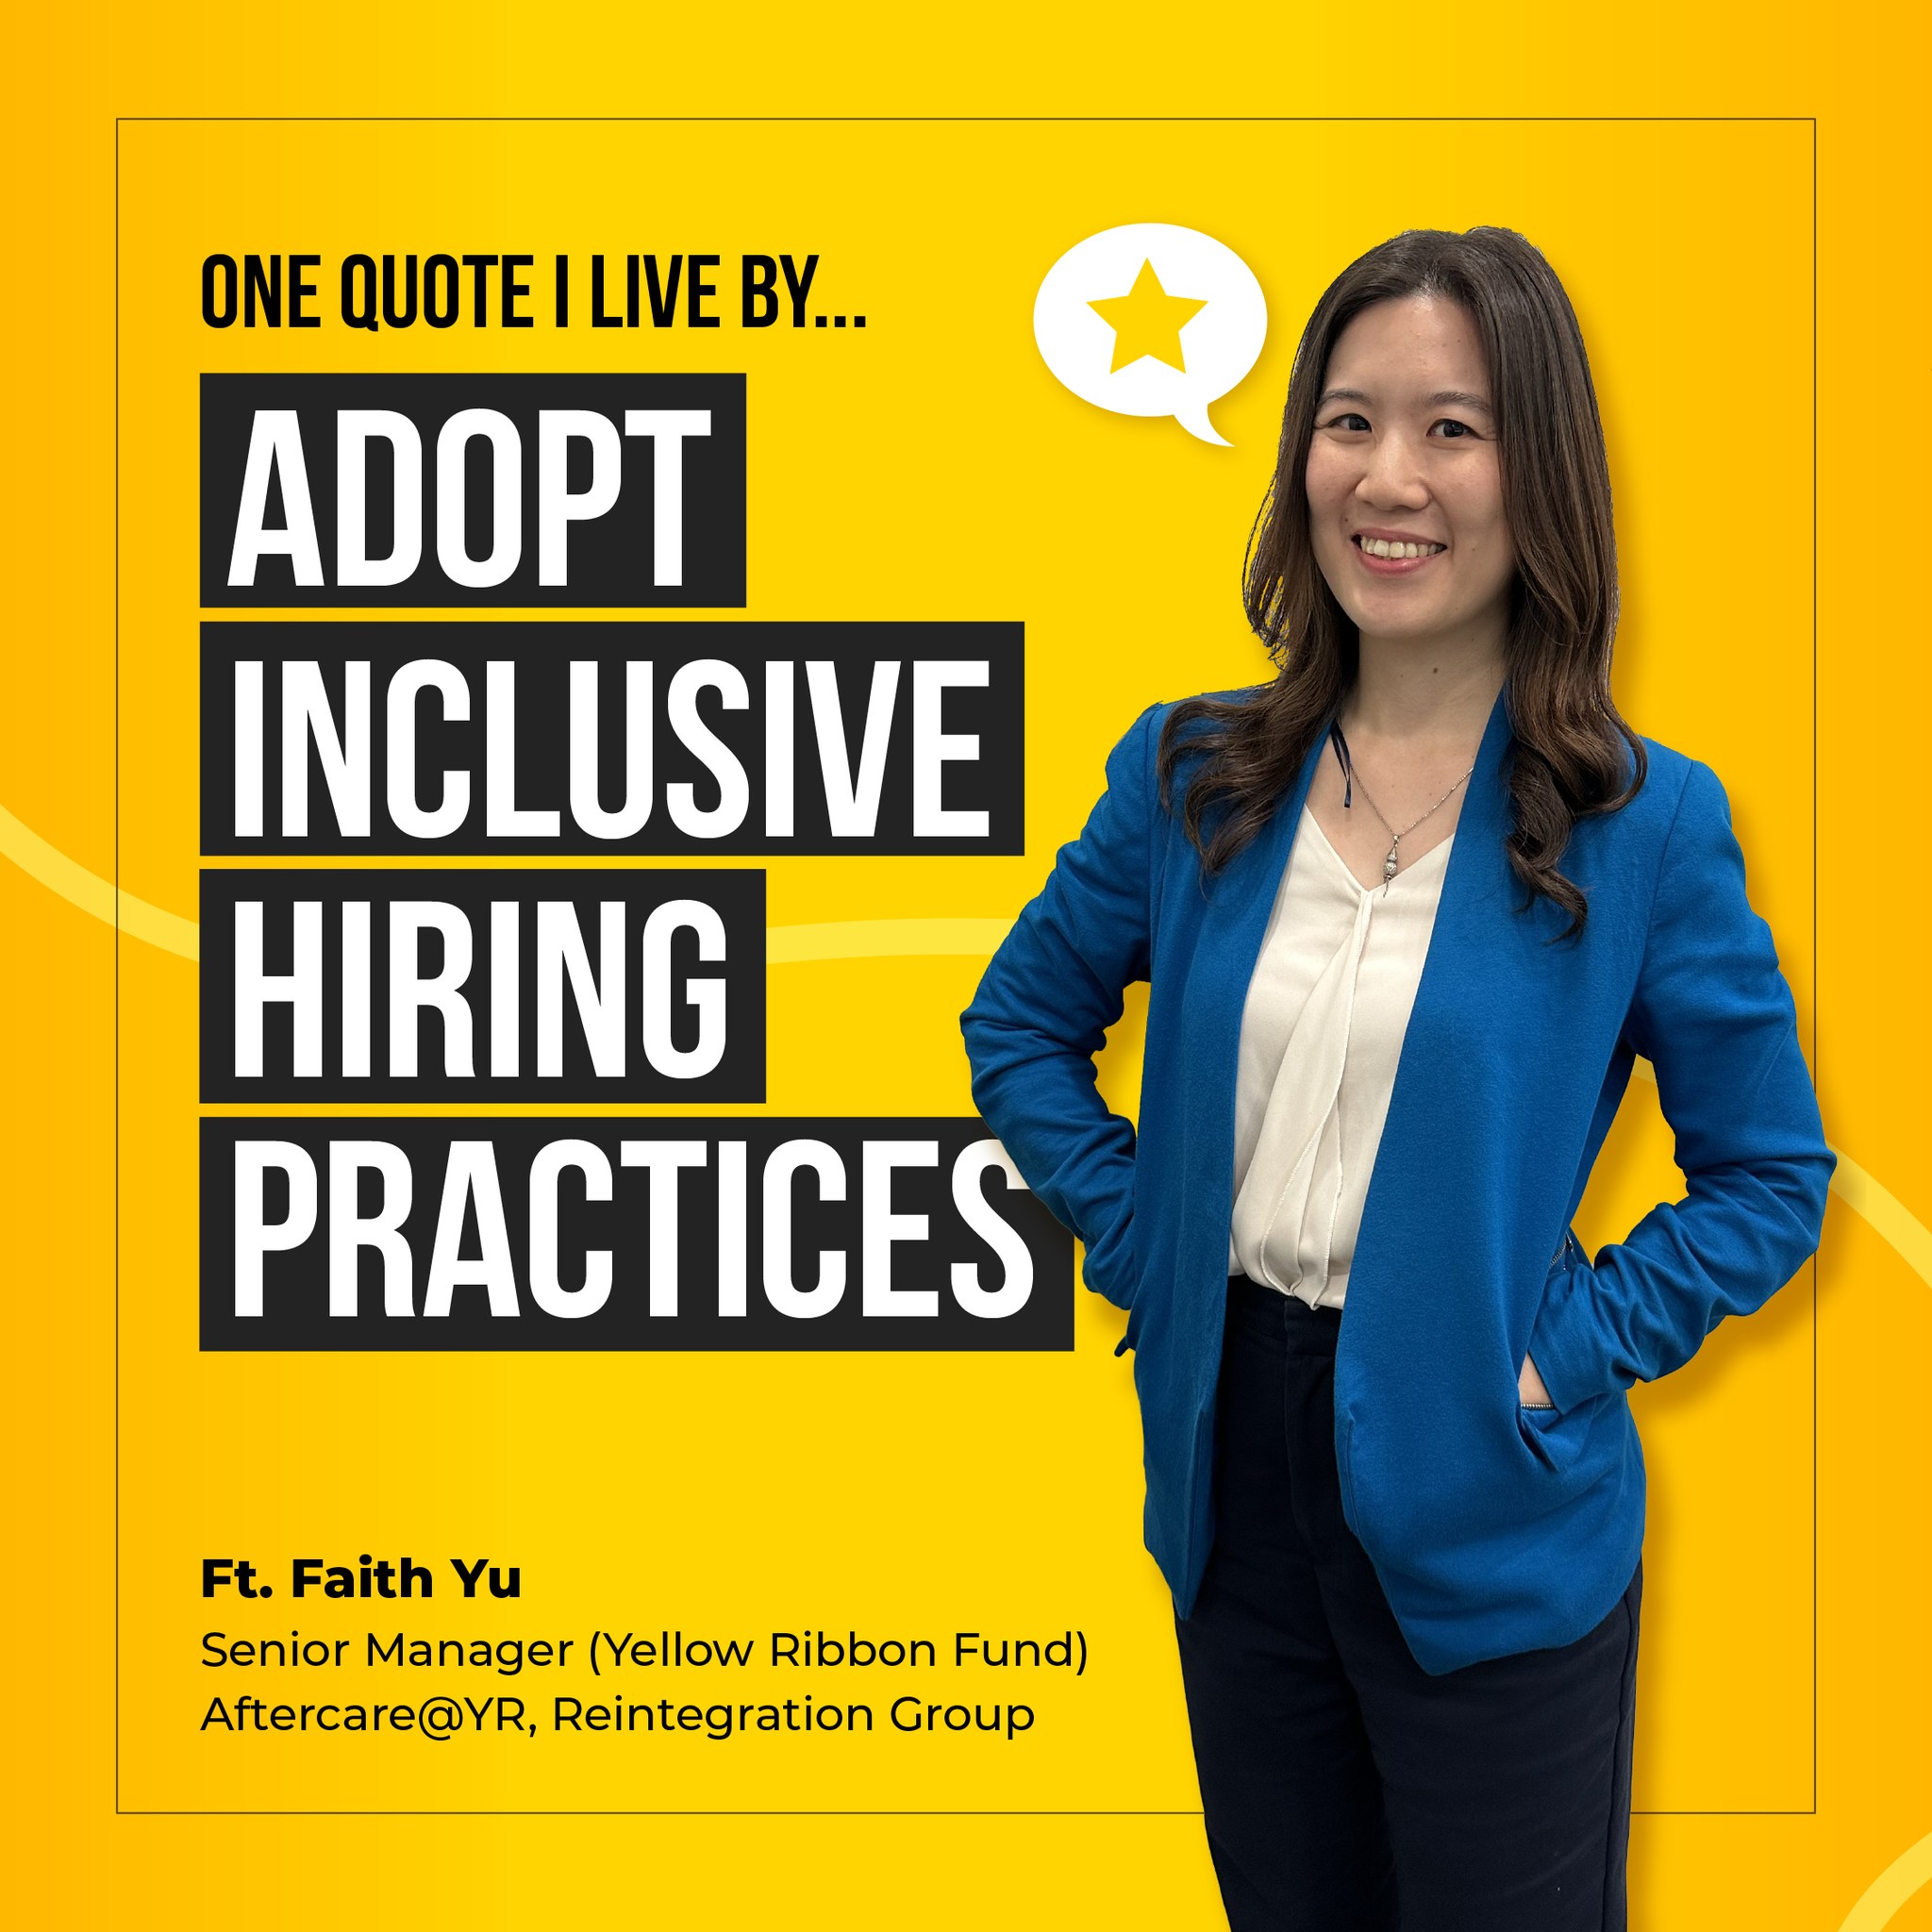 ONE QUOTE I LIVE BY...
ADOPT
INCLUSIVE
HIRING
PRACTICES
Ft. Faith Yu
Senior Manager (Yellow Ribbon Fund)
Aftercare@YR, Reintegration Group